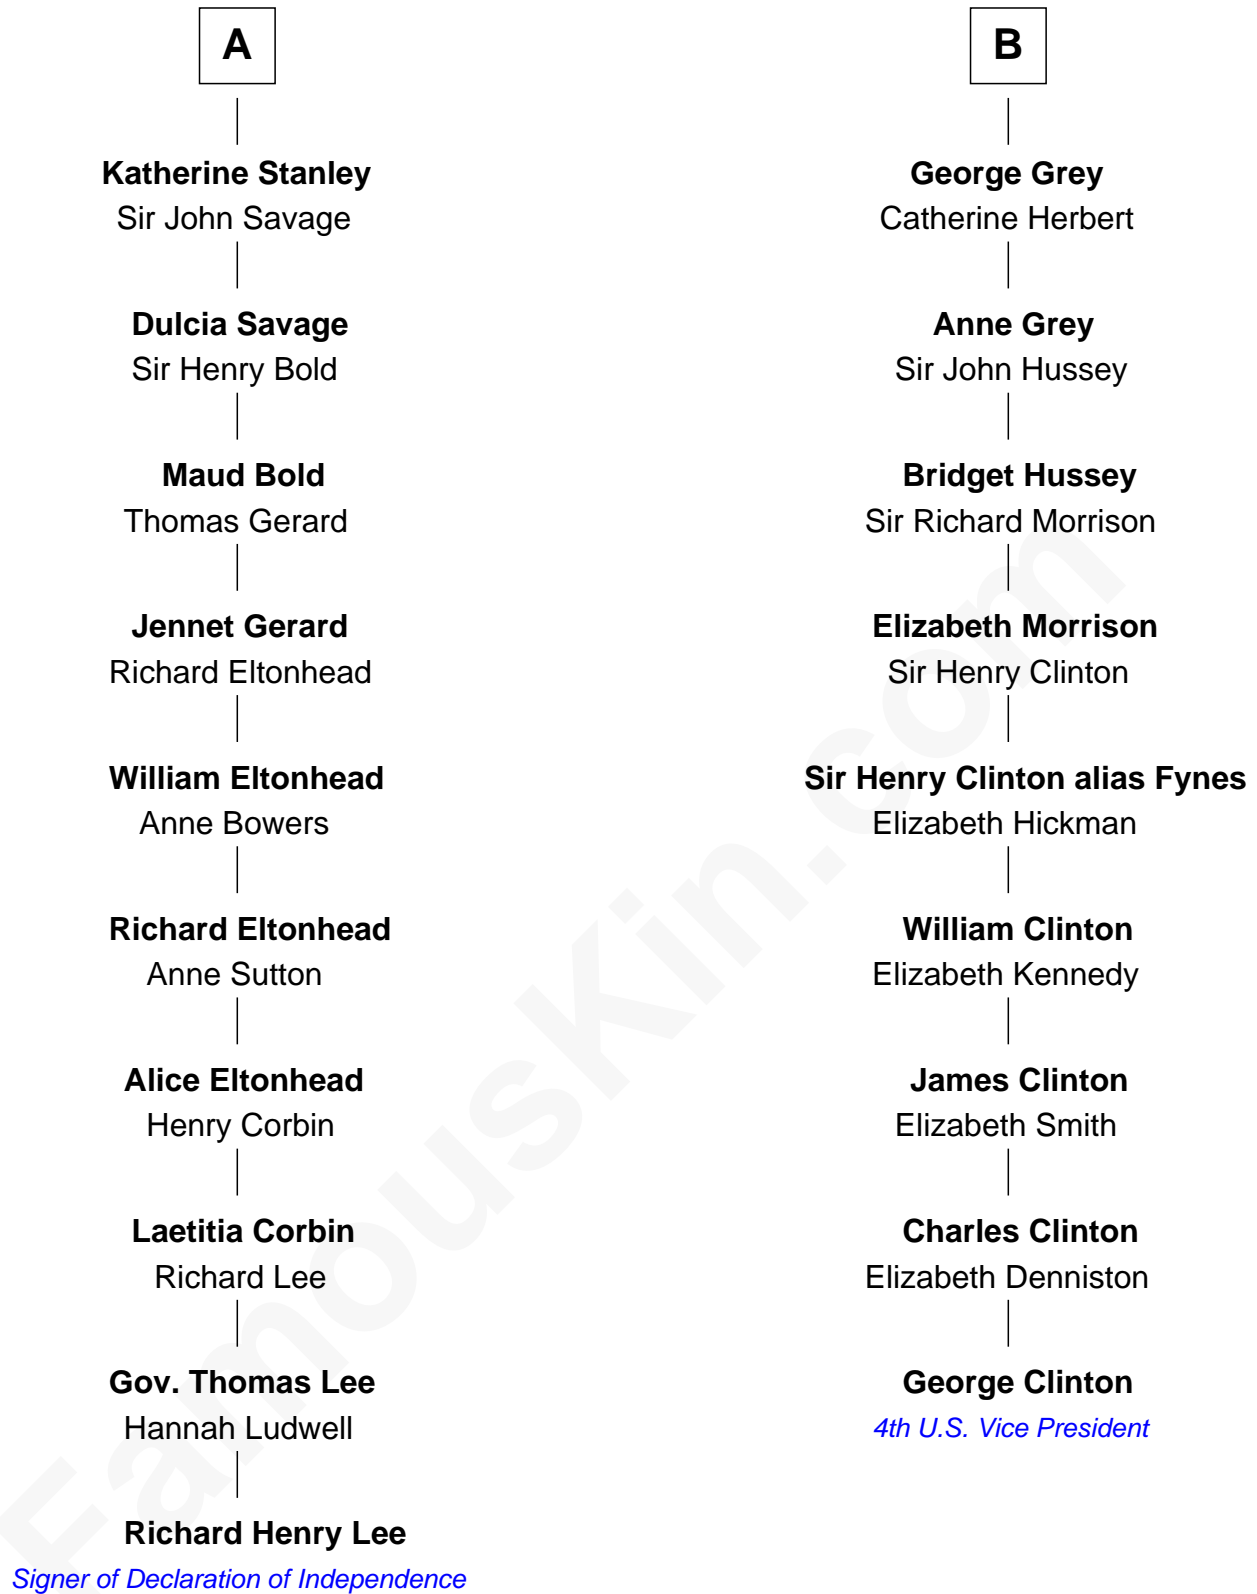 A
Katherine Stanley
Sir John Savage
Dulcia Savage
Sir Henry Bold
Maud Bold
Thomas Gerard
Jennet Gerard
Richard Eltonhead
William Eltonhead
Anne Bowers
Richard Eltonhead
Anne Sutton
Alice Eltonhead
Henry Corbin
Laetitia Corbin
Richard Lee
Gov. Thomas Lee
Hannah Ludwell
Richard Henry Lee
Signer of Declaration of Independence
B
George Grey
Catherine Herbert
Anne Grey
Sir John Hussey
Bridget Hussey
Sir Richard Morrison
Elizabeth Morrison
Sir Henry Clinton
Sir Henry Clinton alias Fynes
Elizabeth Hickman
William Clinton
Elizabeth Kennedy
James Clinton
Elizabeth Smith
Charles Clinton
Elizabeth Denniston
George Clinton
4th U.S. Vice President
FamousKin.com